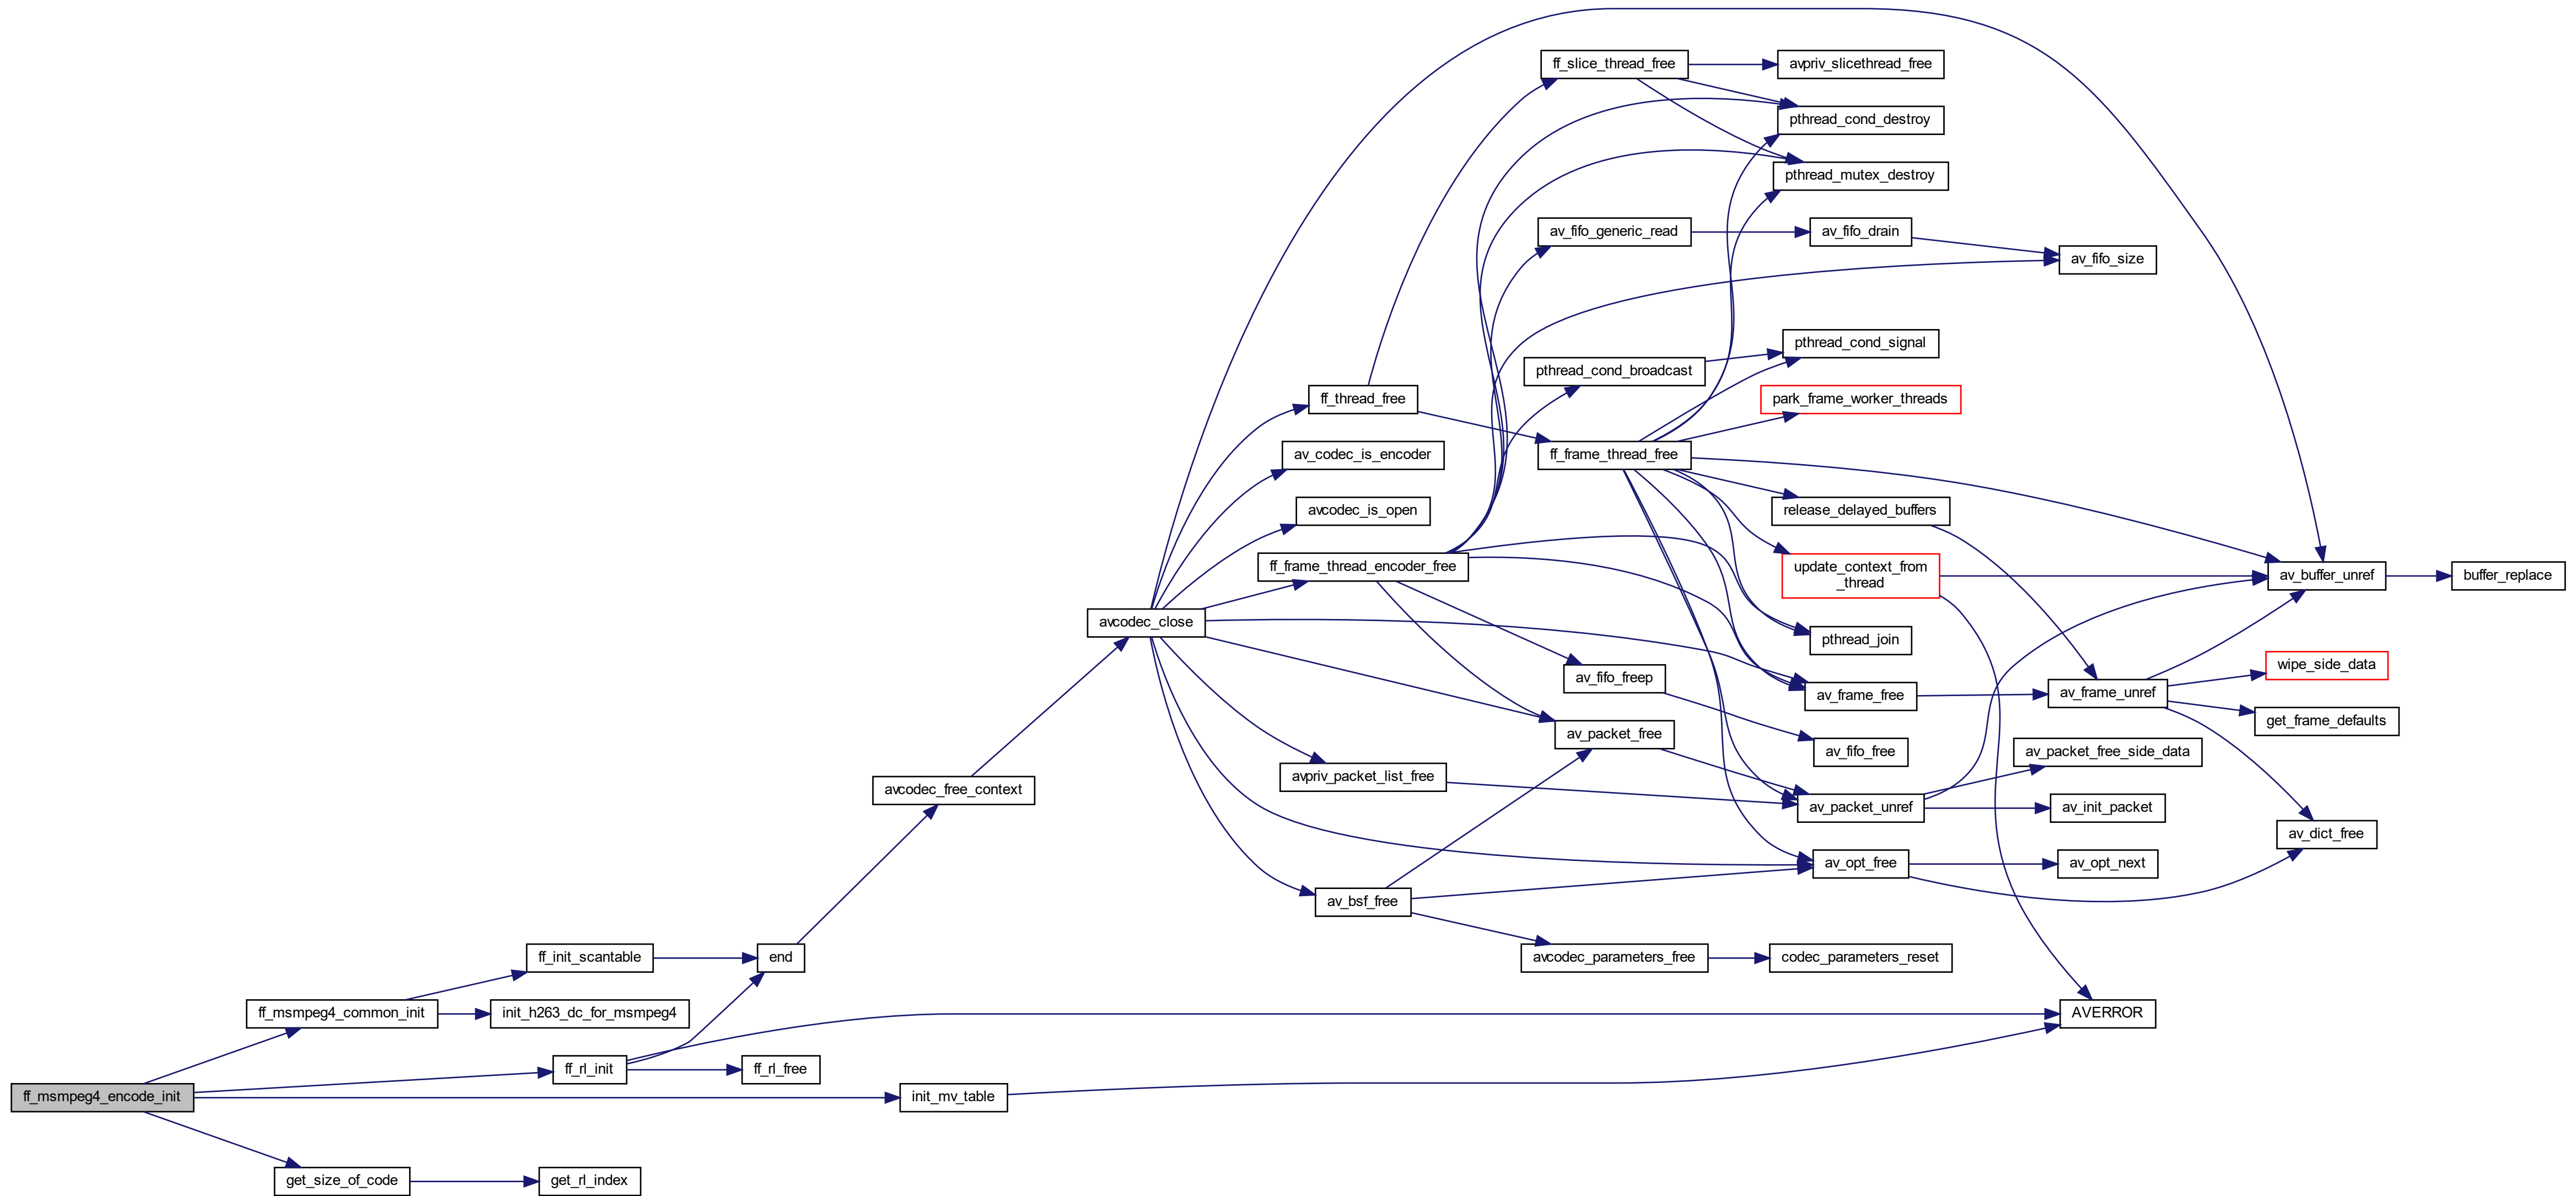 ff_slice_thread_free
avpriv_slicethread_free
pthread_cond_destroy
pthread_mutex_destroy
av_fifo_generic_read
av_fifo_drain
av_fifo_size
pthread_cond_signal
pthread_cond_broadcast
ff_thread_free
park_frame_worker_threads
av_codec_is_encoder
ff_frame_thread_free
avcodec_is_open
release_delayed_buffers
ff_frame_thread_encoder_free
update_context_from
_thread
av_buffer_unref
buffer_replace
avcodec_close
pthread_join
av_fifo_freep
wipe_side_data
av_frame_free
av_frame_unref
get_frame_defaults
av_packet_free
av_fifo_free
av_packet_free_side_data
avpriv_packet_list_free
avcodec_free_context
av_packet_unref
av_init_packet
av_dict_free
av_opt_free
av_opt_next
av_bsf_free
ff_init_scantable
end
avcodec_parameters_free
codec_parameters_reset
ff_msmpeg4_common_init
init_h263_dc_for_msmpeg4
AVERROR
ff_rl_init
ff_rl_free
ff_msmpeg4_encode_init
init_mv_table
get_size_of_code
get_rl_index